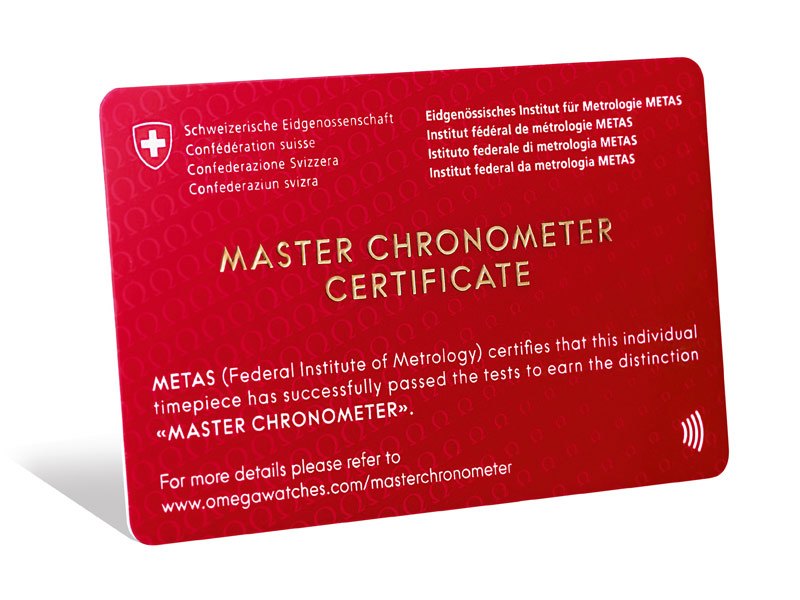 Schweizerische Eidgenossenschaft
Confédération suisse
Confederazione Svizzera
Confederaziun svizra
Eidgenössisches Institut für Metrologie METAS
Institut fédéral de métrologie METAS
Istituto federale di metrologia METAS
Institut federal da metrologia METAS
MASTER CHRONOMETER
CERTIFICATE
METAS (Federal Institute of Metrology) certifies that this individual
timepiece has successfully passed the tests to earn the distinction
«MASTER CHRONOMETER».
For more details please refer to
www.omegawatches.com/masterchronometer